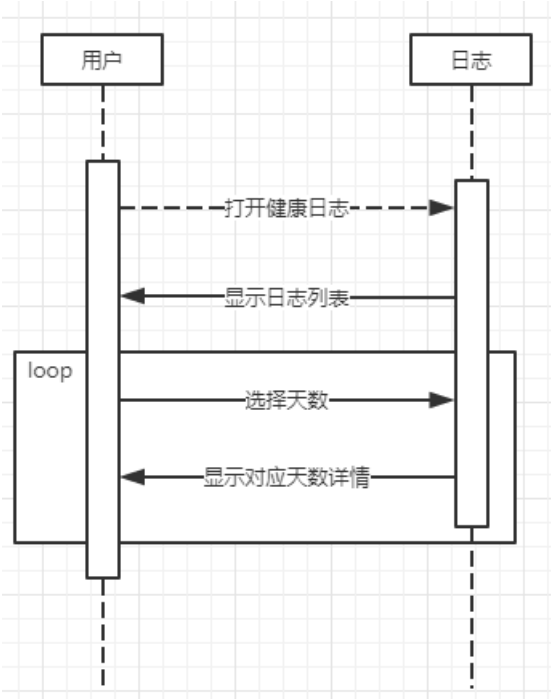 用户
日志
打开健康日志
显示日志列表
loop
选择天数
显示对应天数详情